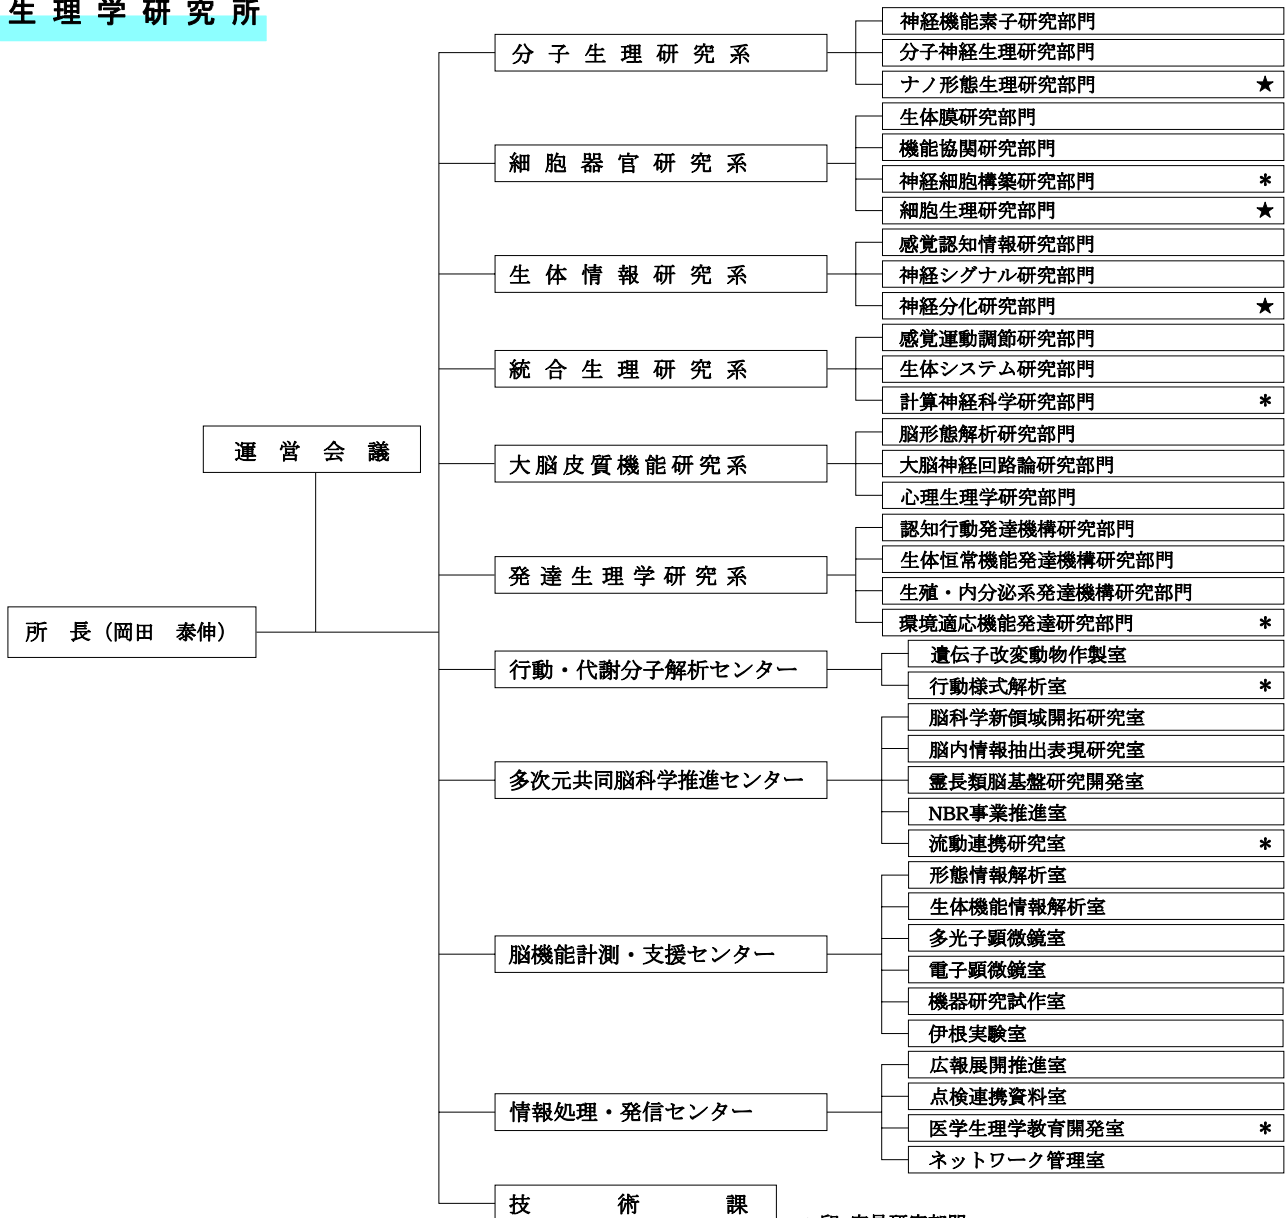 生理学研究所
分子生理研究系
神経機能素子研究部門
分子神経生理研究部門
ナノ形態生理研究部門 ★
細胞器官研究系
生体膜研究部門
機能協関研究部門
神経細胞構築研究部門 *
細胞生理研究部門 ★
生体情報研究系
感覚認知情報研究部門
神経シグナル研究部門
神経分化研究部門 ★
統合生理研究系
感覚運動調節研究部門
生体システム研究部門
計算神経科学研究部門 *
運営会議
大脳皮質機能研究系
脳形態解析研究部門
大脳神経回路論研究部門
心理生理学研究部門
発達生理学研究系
認知行動発達機構研究部門
生体恒常機能発達機構研究部門
生殖・内分泌系発達機構研究部門
環境適応機能発達研究部門 *
所 長（岡田 泰伸）
行動・代謝分子解析センター
遺伝子改変動物作製室
行動様式解析室 *
多次元共同脳科学推進センター
脳科学新領域開拓研究室
脳内情報抽出表現研究室
霊長類脳基盤研究開発室
NBR事業推進室
流動連携研究室 *
脳機能計測・支援センター
形態情報解析室
生体機能情報解析室
多光子顕微鏡室
電子顕微鏡室
機器研究試作室
伊根実験室
情報処理・発信センター
広報展開推進室
点検連携資料室
医学生理学教育開発室 *
ネットワーク管理室
技術課